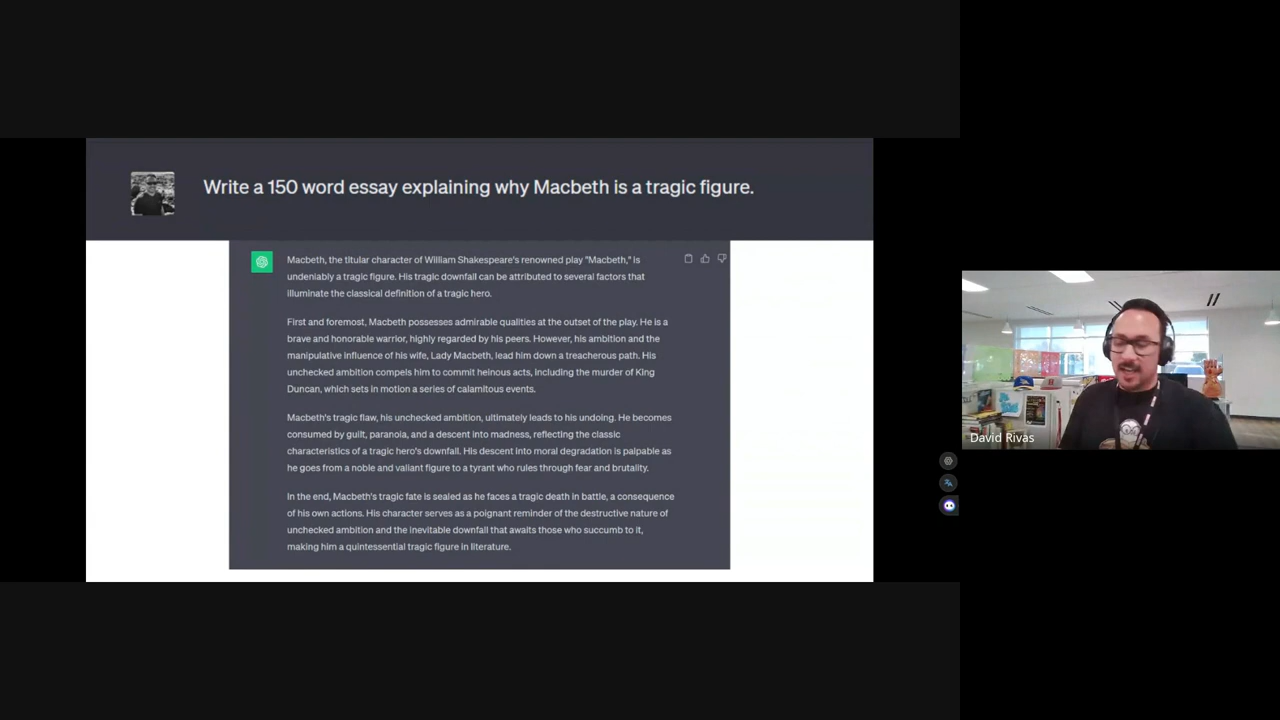 Write a 150 word essay explaining why Macbeth is a tragic figure.
Macbeth, the titular character of William Shakespeare's renowned play "Macbeth," is
undeniably a tragic figure. His tragic downfall can be attributed to several factors that
illuminate the classical definition of a tragic hero.
First and foremost, Macbeth possesses admirable qualities at the outset of the play. He is a
brave and honorable warrior, highly regarded by his peers. However, his ambition and the
manipulative influence of his wife, Lady Macbeth, lead him down a treacherous path. His
unchecked ambition compels him to commit heinous acts, including the murder of King
Duncan, which sets in motion a series of calamitous events.
Macbeth's tragic flaw, his unchecked ambition, ultimately leads to his undoing. He becomes
consumed by guilt, paranoia, and a descent into madness, reflecting the classic
characteristics of a tragic hero's downfall. His descent into moral degradation is palpable as
he goes from a noble and valiant figure to a tyrant who rules through fear and brutality.
In the end, Macbeth's tragic fate is sealed as he faces a tragic death in battle, a consequence
of his own actions. His character serves as a poignant reminder of the destructive nature of
unchecked ambition and the inevitable downfall that awaits those who succumb to it,
making him a quintessential tragic figure in literature.
David Rivas